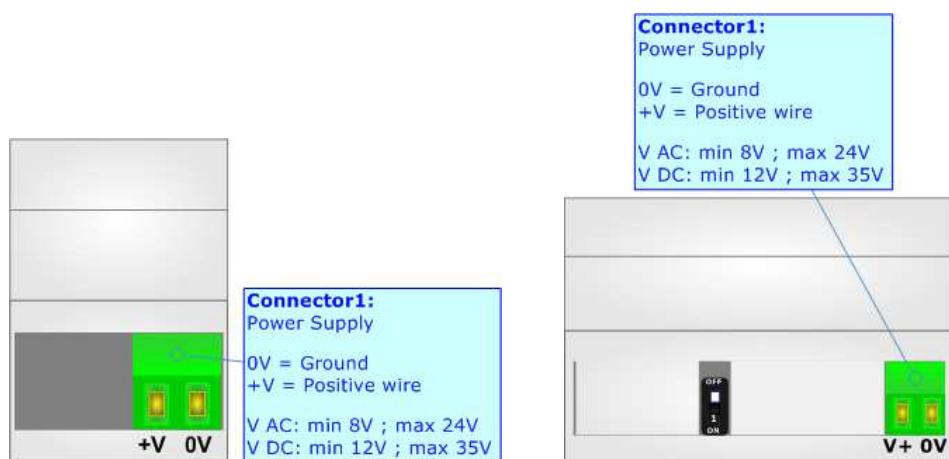 Connector1:
Power Supply
0V = Ground
+V = Positive wire
V AC: min 8V ; max 24V
V DC: min 12V ; max 35V
+V 0V
Connector1:
Power Supply
0V = Ground
+V = Positive wire
V AC: min 8V ; max 24V
V DC: min 12V ; max 35V
OFF
1
ON
V+ 0V